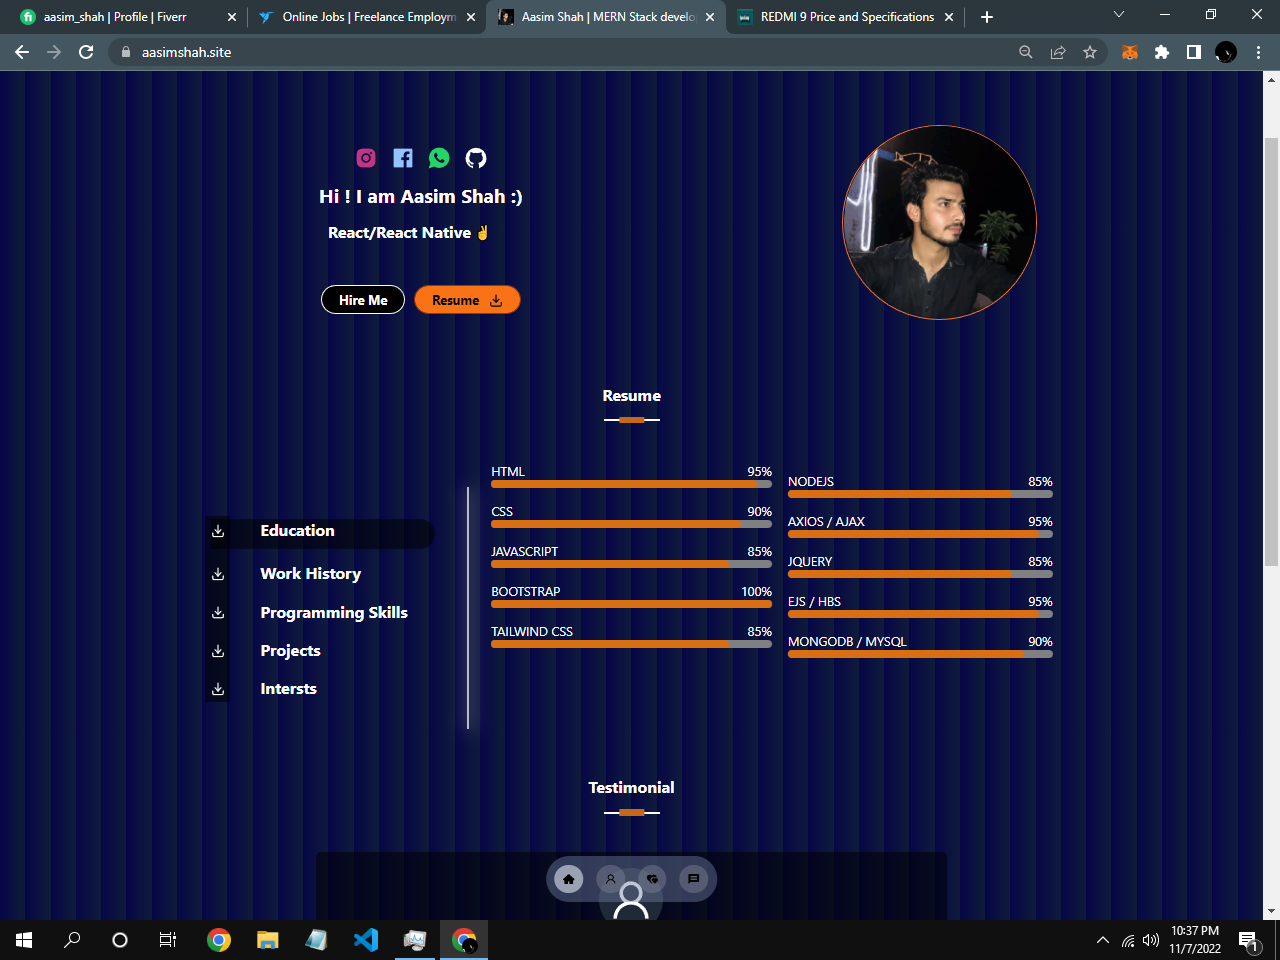 aasim_shah | Profile | Fiverr
Online Jobs | Freelance Employm
Aasim Shah | MERN Stack develo
REDMI 9 Price and Specifications
aasimshah.site
Hi ! I am Aasim Shah :)
React/React Native ✌
Hire Me
Resume
Resume
Education
Work History
Programming Skills
Projects
Intersts
HTML 95%
CSS 90%
JAVASCRIPT 85%
BOOTSTRAP 100%
TAILWIND CSS 85%
NODEJS 85%
AXIOS / AJAX 95%
JQUERY 85%
EJS / HBS 95%
MONGODB / MYSQL 90%
Testimonial
10:37 PM
11/7/2022
1